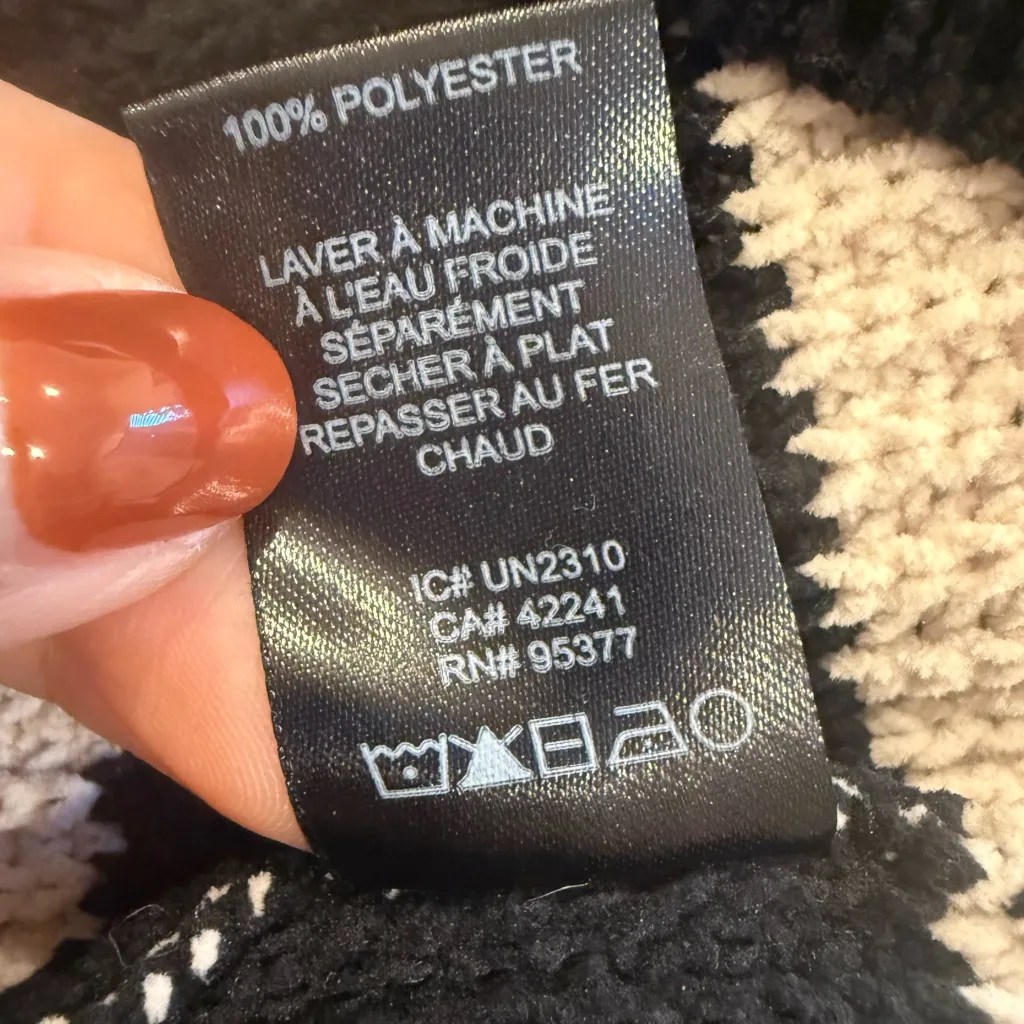 100% POLYESTER
LAVER À MACHINE
À L'EAU FROIDE
SÉPARÉMENT
SECHER À PLAT
REPASSER AU FER
CHAUD
IC# UN2310
CA# 42241
RN# 95377